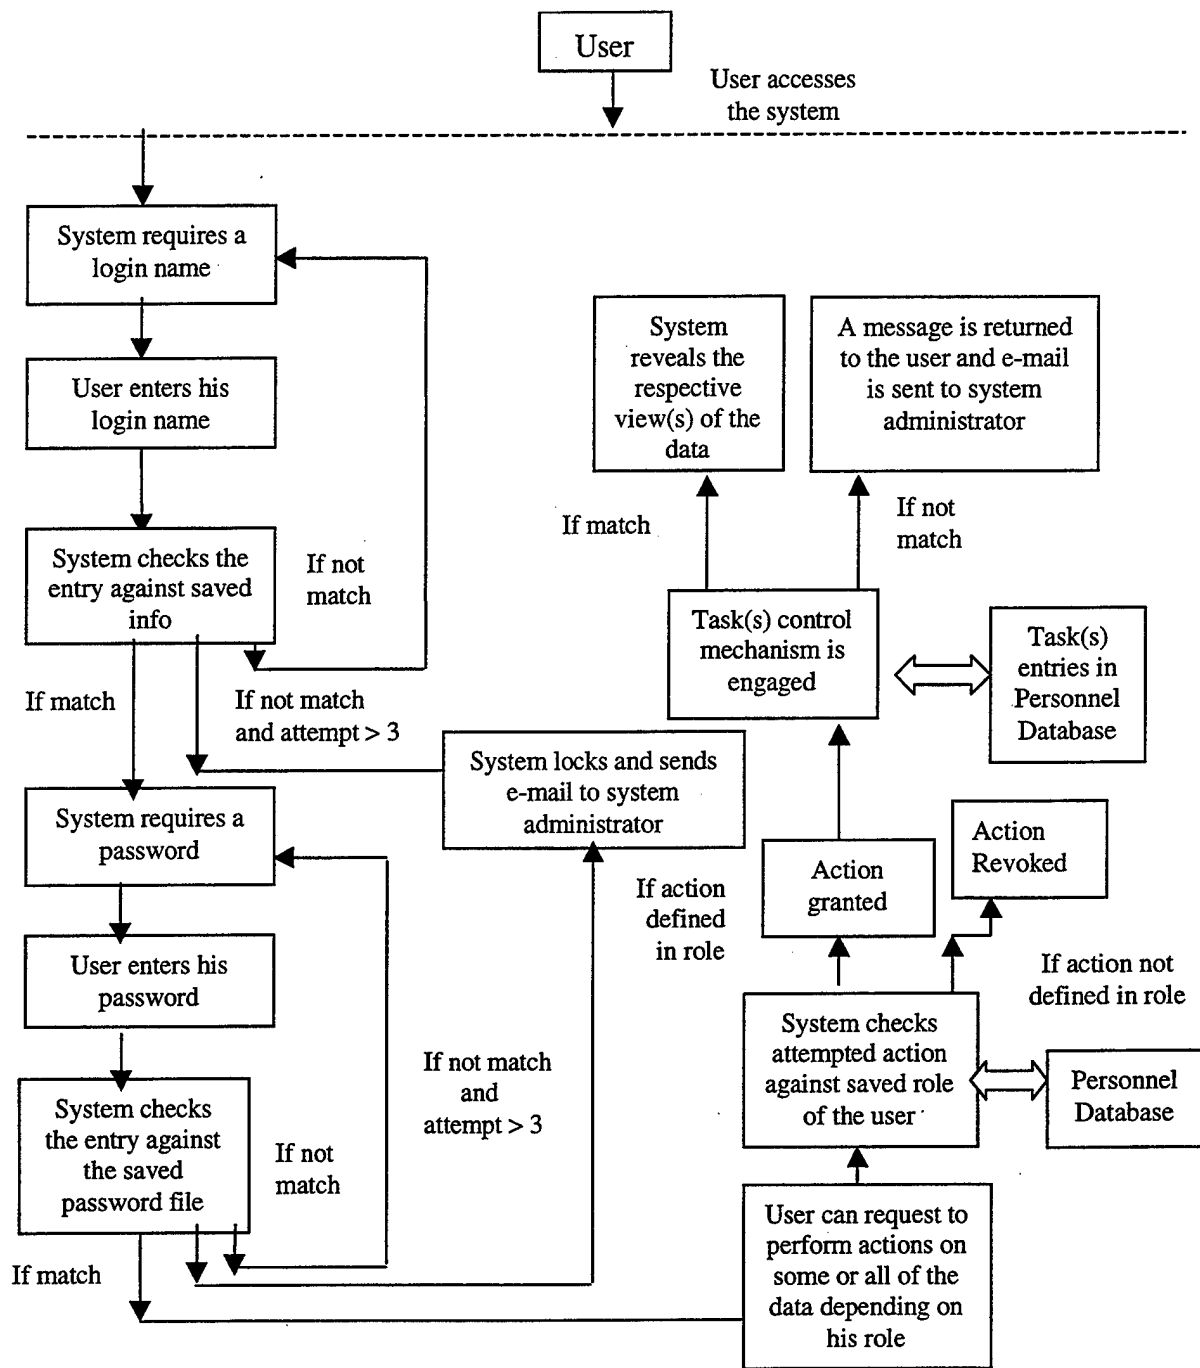 User
User accesses
the system
System requires a
login name
User enters his
login name
System checks the
entry against saved
info
If not
match
If match
If not match
and attempt > 3
System requires a
password
User enters his
password
System checks
the entry against
the saved
password file
If not
match
If match
System locks and sends
e-mail to system
administrator
If not match
and
attempt > 3
System
reveals the
respective
view(s) of the
data
A message is returned
to the user and e-mail
is sent to system
administrator
If match
If not
match
Task(s) control
mechanism is
engaged
Task(s)
entries in
Personnel
Database
Action
granted
Action
Revoked
If action
defined
in role
If action not
defined in role
System checks
attempted action
against saved role
of the user
Personnel
Database
User can request to
perform actions on
some or all of the
data depending on
his role